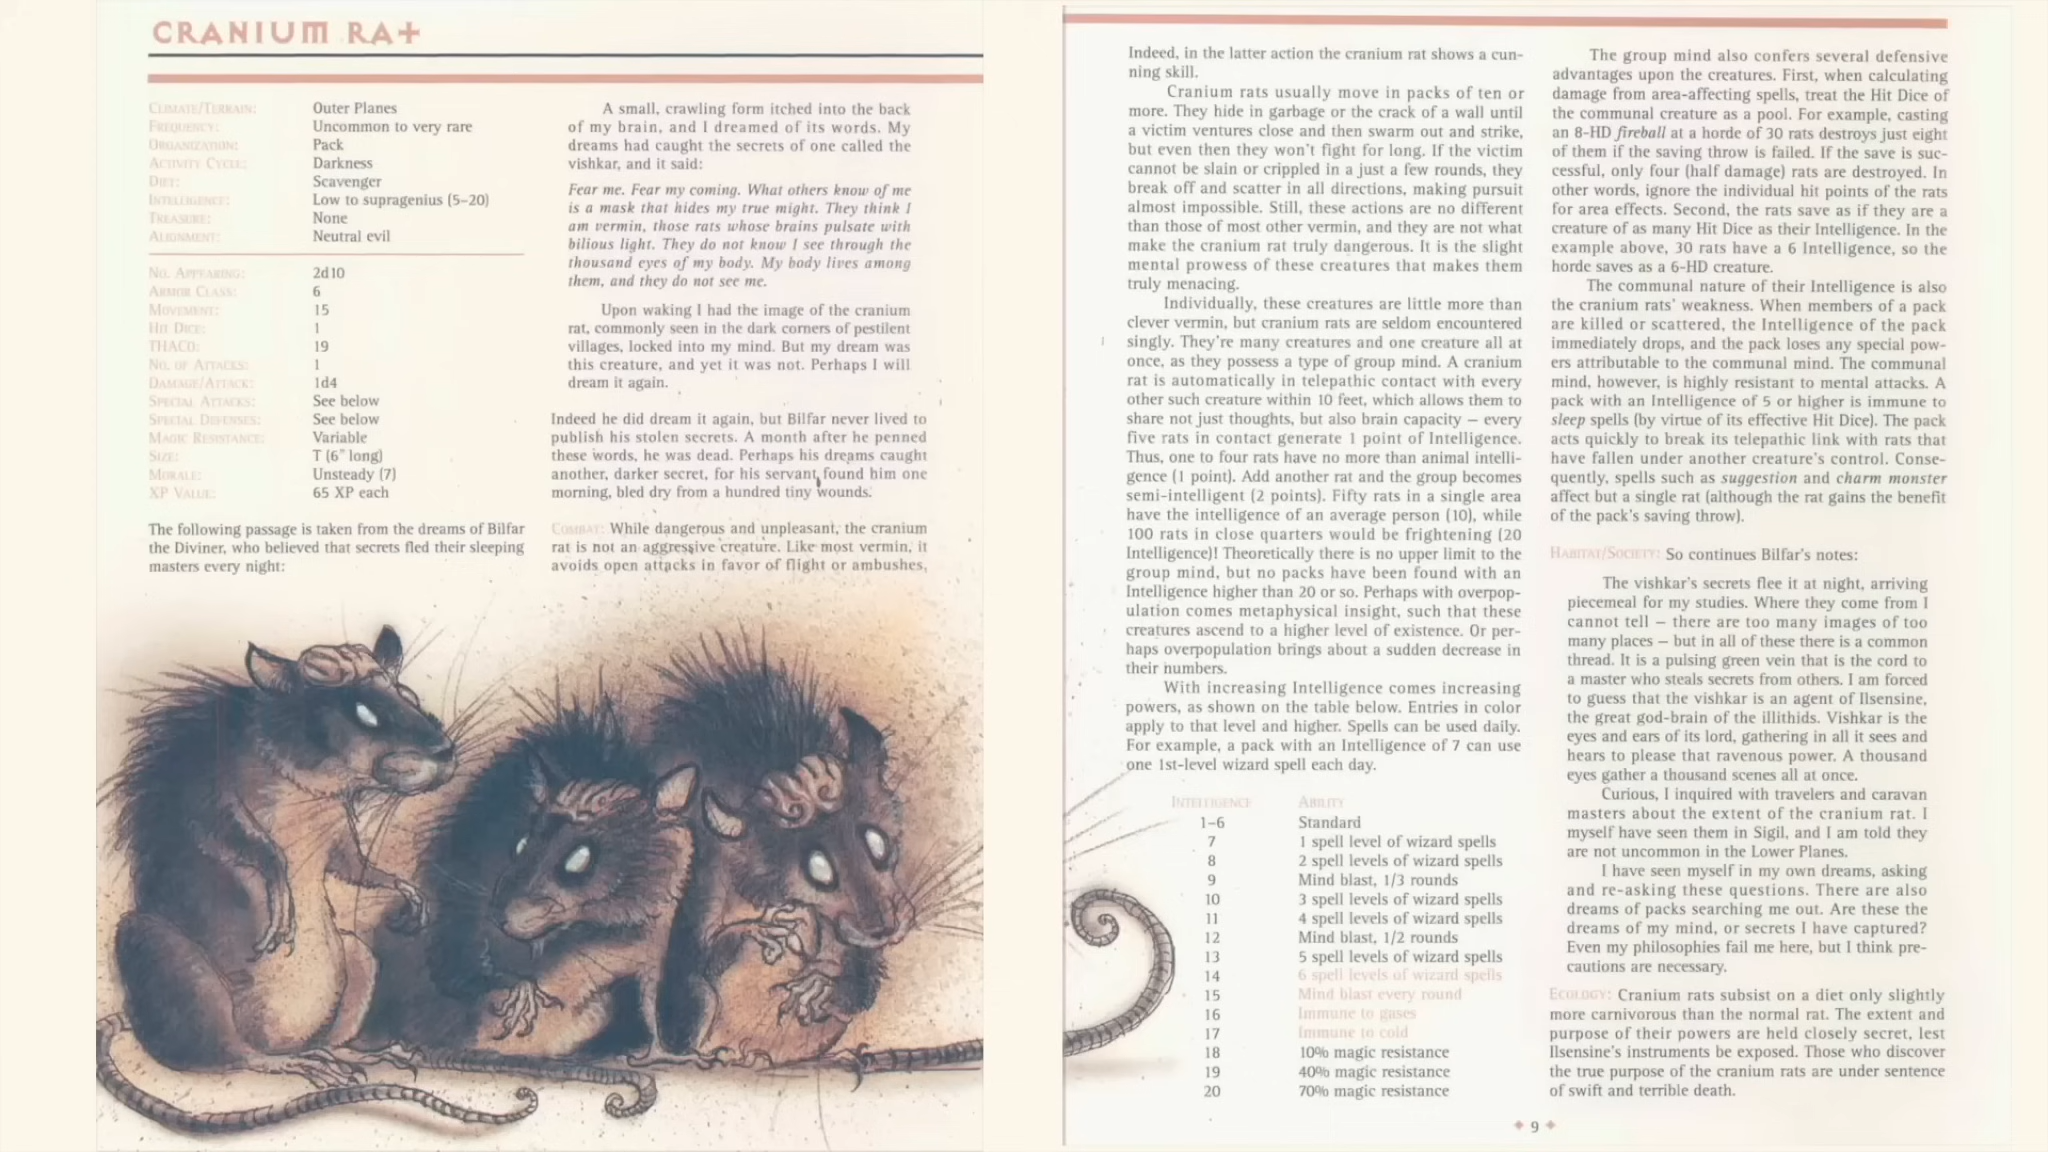 CRANIUM RAT
CLIMATE/TERRAIN: Outer Planes
FREQUENCY: Uncommon to very rare
ORGANIZATION: Pack
ACTIVITY CYCLE: Darkness
DIET: Scavenger
INTELLIGENCE: Low to supragenius (5–20)
TREASURE: None
ALIGNMENT: Neutral evil
NO. APPEARING: 2d10
ARMOR CLASS: 6
MOVEMENT: 15
HIT DICE: 1
THAC0: 19
NO. OF ATTACKS: 1
DAMAGE/ATTACK: 1d4
SPECIAL ATTACKS: See below
SPECIAL DEFENSES: See below
MAGIC RESISTANCE: Variable
SIZE: T (6" long)
MORALE: Unsteady (7)
XP VALUE: 65 XP each
The following passage is taken from the dreams of Bilfar
the Diviner, who believed that secrets fled their sleeping
masters every night:
A small, crawling form itched into the back
of my brain, and I dreamed of its words. My
dreams had caught the secrets of one called the
vishkar, and it said:
Fear me. Fear my coming. What others know of me
is a mask that hides my true might. They think I
am vermin, those rats whose brains pulsate with
bilious light. They do not know I see through the
thousand eyes of my body. My body lives among
them, and they do not see me.
Upon waking I had the image of the cranium
rat, commonly seen in the dark corners of pestilent
villages, locked into my mind. But my dream was
this creature, and yet it was not. Perhaps I will
dream it again.
Indeed he did dream it again, but Bilfar never lived to
publish his stolen secrets. A month after he penned
these words, he was dead. Perhaps his dreams caught
another, darker secret, for his servant found him one
morning, bled dry from a hundred tiny wounds.
COMBAT: While dangerous and unpleasant, the cranium
rat is not an aggressive creature. Like most vermin, it
avoids open attacks in favor of flight or ambushes,
Indeed, in the latter action the cranium rat shows a cun-
ning skill.
Cranium rats usually move in packs of ten or
more. They hide in garbage or the crack of a wall until
a victim ventures close and then swarm out and strike,
but even then they won't fight for long. If the victim
cannot be slain or crippled in a just a few rounds, they
break off and scatter in all directions, making pursuit
almost impossible. Still, these actions are no different
than those of most other vermin, and they are not what
make the cranium rat truly dangerous. It is the slight
mental prowess of these creatures that makes them
truly menacing.
Individually, these creatures are little more than
clever vermin, but cranium rats are seldom encountered
singly. They're many creatures and one creature all at
once, as they possess a type of group mind. A cranium
rat is automatically in telepathic contact with every
other such creature within 10 feet, which allows them to
share not just thoughts, but also brain capacity – every
five rats in contact generate 1 point of Intelligence.
Thus, one to four rats have no more than animal intelli-
gence (1 point). Add another rat and the group becomes
semi-intelligent (2 points). Fifty rats in a single area
have the intelligence of an average person (10), while
100 rats in close quarters would be frightening (20
Intelligence)! Theoretically there is no upper limit to the
group mind, but no packs have been found with an
Intelligence higher than 20 or so. Perhaps with overpop-
ulation comes metaphysical insight, such that these
creatures ascend to a higher level of existence. Or per-
haps overpopulation brings about a sudden decrease in
their numbers.
With increasing Intelligence comes increasing
powers, as shown on the table below. Entries in color
apply to that level and higher. Spells can be used daily.
For example, a pack with an Intelligence of 7 can use
one 1st-level wizard spell each day.
INTELLIGENCE ABILITY
1–6 Standard
7 1 spell level of wizard spells
8 2 spell levels of wizard spells
9 Mind blast, 1/3 rounds
10 3 spell levels of wizard spells
11 4 spell levels of wizard spells
12 Mind blast, 1/2 rounds
13 5 spell levels of wizard spells
14 6 spell levels of wizard spells
15 Mind blast every round
16 Immune to gases
17 Immune to cold
18 10% magic resistance
19 40% magic resistance
20 70% magic resistance
The group mind also confers several defensive
advantages upon the creatures. First, when calculating
damage from area-affecting spells, treat the Hit Dice of
the communal creature as a pool. For example, casting
an 8-HD fireball at a horde of 30 rats destroys just eight
of them if the saving throw is failed. If the save is suc-
cessful, only four (half damage) rats are destroyed. In
other words, ignore the individual hit points of the rats
for area effects. Second, the rats save as if they are a
creature of as many Hit Dice as their Intelligence. In the
example above, 30 rats have a 6 Intelligence, so the
horde saves as a 6-HD creature.
The communal nature of their Intelligence is also
the cranium rats' weakness. When members of a pack
are killed or scattered, the Intelligence of the pack
immediately drops, and the pack loses any special pow-
ers attributable to the communal mind. The communal
mind, however, is highly resistant to mental attacks. A
pack with an Intelligence of 5 or higher is immune to
sleep spells (by virtue of its effective Hit Dice). The pack
acts quickly to break its telepathic link with rats that
have fallen under another creature's control. Conse-
quently, spells such as suggestion and charm monster
affect but a single rat (although the rat gains the benefit
of the pack's saving throw).
HABITAT/SOCIETY: So continues Bilfar's notes:
The vishkar's secrets flee it at night, arriving
piecemeal for my studies. Where they come from I
cannot tell – there are too many images of too
many places – but in all of these there is a common
thread. It is a pulsing green vein that is the cord to
a master who steals secrets from others. I am forced
to guess that the vishkar is an agent of Ilsensine,
the great god-brain of the illithids. Vishkar is the
eyes and ears of its lord, gathering in all it sees and
hears to please that ravenous power. A thousand
eyes gather a thousand scenes all at once.
Curious, I inquired with travelers and caravan
masters about the extent of the cranium rat. I
myself have seen them in Sigil, and I am told they
are not uncommon in the Lower Planes.
I have seen myself in my own dreams, asking
and re-asking these questions. There are also
dreams of packs searching me out. Are these the
dreams of my mind, or secrets I have captured?
Even my philosophies fail me here, but I think pre-
cautions are necessary.
ECOLOGY: Cranium rats subsist on a diet only slightly
more carnivorous than the normal rat. The extent and
purpose of their powers are held closely secret, lest
Ilsensine's instruments be exposed. Those who discover
the true purpose of the cranium rats are under sentence
of swift and terrible death.
9